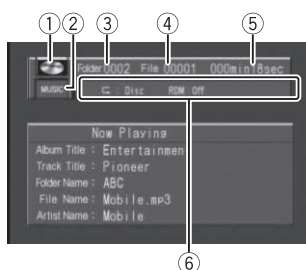 ① ② ③ ④ ⑤
Folder 0002 File 00001 000min18sec
MUSIC
: Disc RDM : Off
Now Playing
Album Title : Entertainmen
Track Title : Pioneer
Folder Name : ABC
File Name : Mobile.mp3
Artist Name : Mobile
⑥